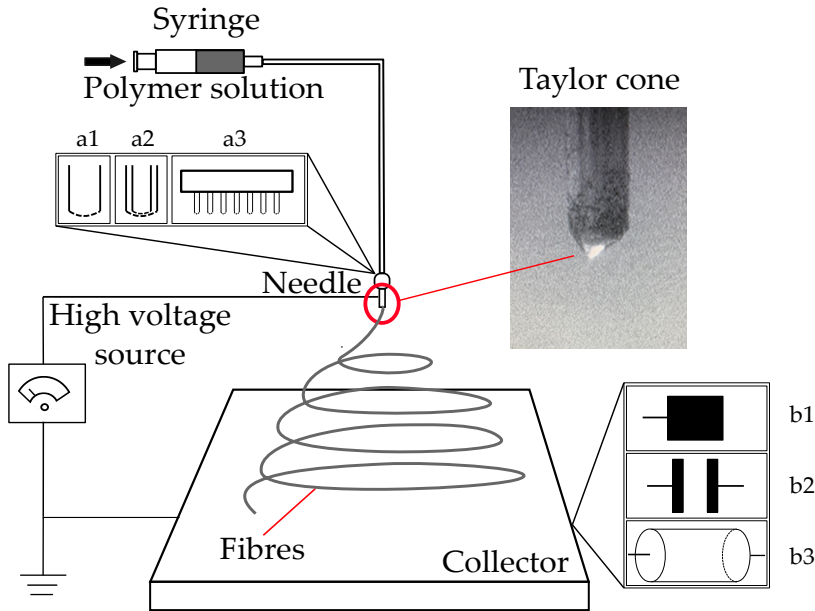 Syringe
Polymer solution
Taylor cone
a1
a2
a3
Needle
High voltage
source
b1
b2
b3
Fibres
Collector